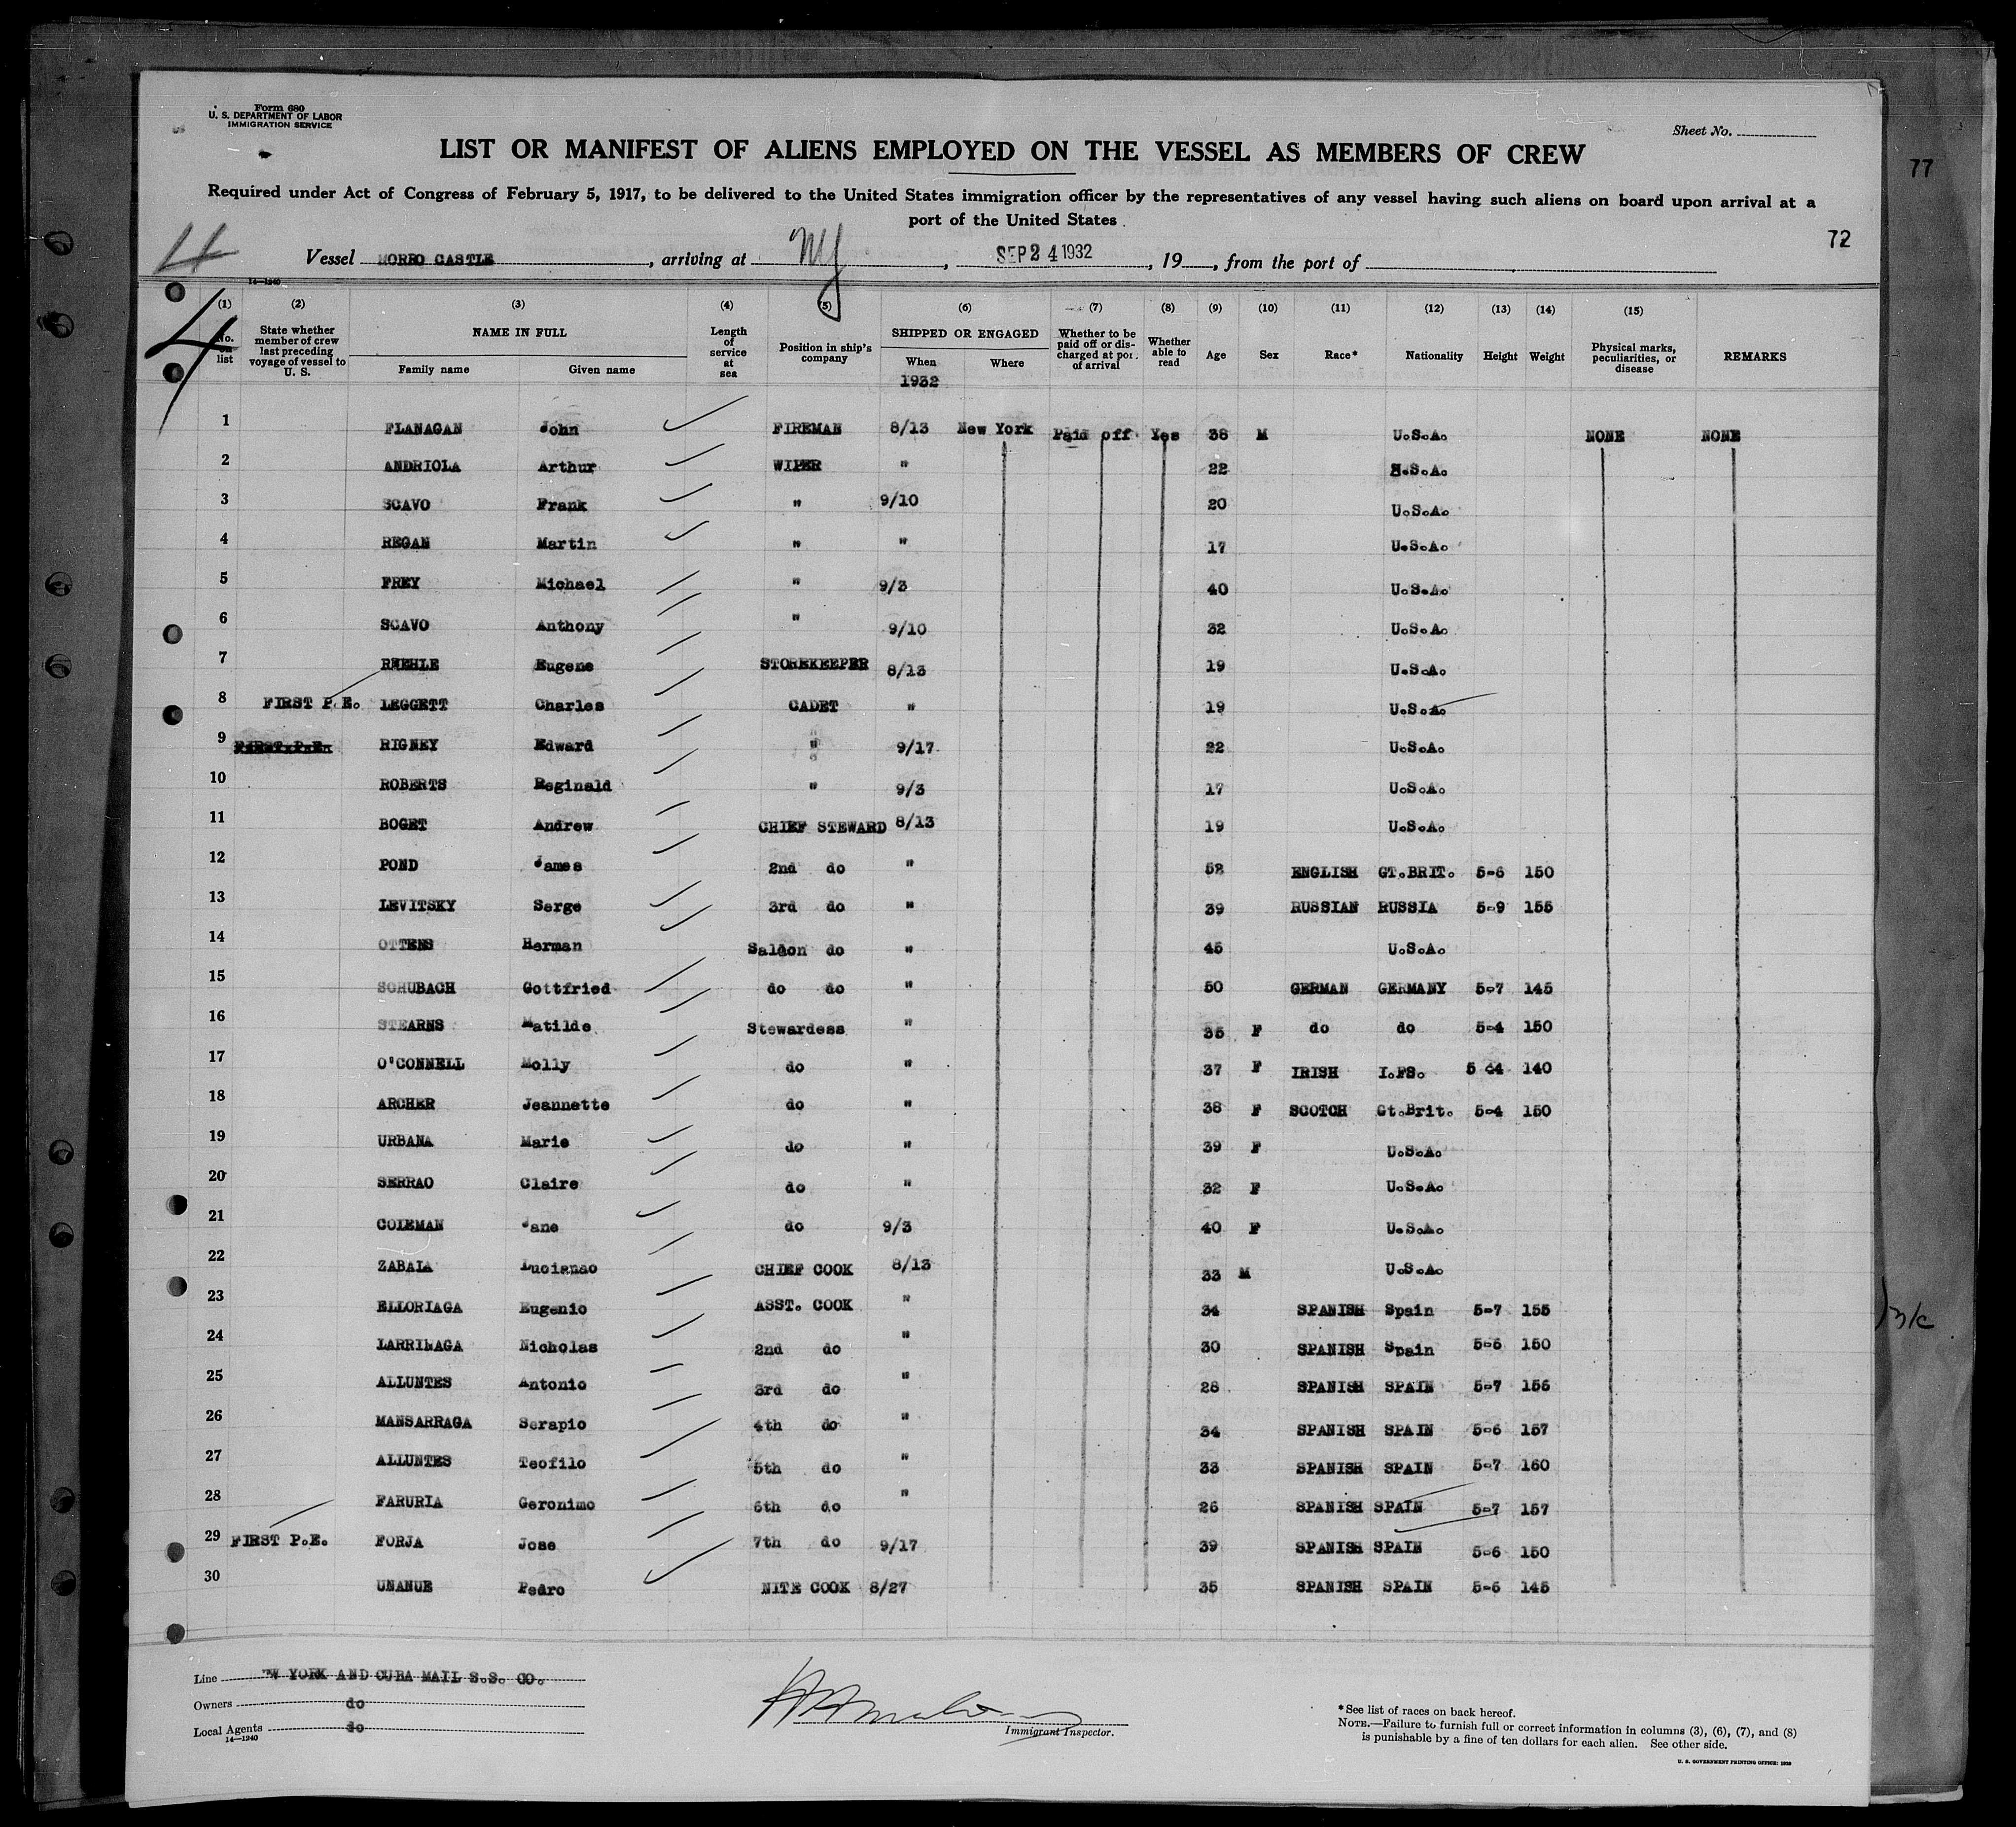 Form 680
U. S. DEPARTMENT OF LABOR
IMMIGRATION SERVICE
Sheet No.
LIST OR MANIFEST OF ALIENS EMPLOYED ON THE VESSEL AS MEMBERS OF CREW
77
Required under Act of Congress of February 5, 1917, to be delivered to the United States immigration officer by the representatives of any vessel having such aliens on board upon arrival at a
port of the United States
72
4 Vessel MORRO CASTLE, arriving at NY, SEP 24 1932, 19, from the port of
14—1240
4
(1) (2) (3) (4) (5) (6) (7) (8) (9) (10) (11) (12) (13) (14) (15)
No. list State whether member of crew last preceding voyage of vessel to U. S. NAME IN FULL Family name Given name Length of service at sea Position in ship's company SHIPPED OR ENGAGED When Where Whether to be paid off or discharged at port of arrival Whether able to read Age Sex Race* Nationality Height Weight Physical marks, peculiarities, or disease REMARKS
1932
1 FLANAGAN John FIREMAN 8/13 New York Paid off Yes 38 M U.S.A. NONE NONE
2 ANDRIOLA Arthur WIPER " 22 U.S.A.
3 SCAVO Frank " 9/10 20 U.S.A.
4 REGAN Martin " " 17 U.S.A.
5 FREY Michael " 9/3 40 U.S.A.
6 SCAVO Anthony " 9/10 32 U.S.A.
7 REEHLE Eugene STOREKEEPER 8/13 19 U.S.A.
8 FIRST P.E. LEGGETT Charles CADET " 19 U.S.A.
9 FIRST P.E. RIGNEY Edward " 9/17 22 U.S.A.
10 ROBERTS Reginald " 9/3 17 U.S.A.
11 BOGET Andrew CHIEF STEWARD 8/13 19 U.S.A.
12 POND James 2nd do " 52 ENGLISH GT.BRIT. 5-6 150
13 LEVITSKY Serge 3rd do " 39 RUSSIAN RUSSIA 5-9 155
14 OTTENS Herman Saloon do " 45 U.S.A.
15 SCHUBACH Gottfried do do " 50 GERMAN GERMANY 5-7 145
16 STEARNS Matilde Stewardess " 35 F do do 5-4 150
17 O'CONNELL Molly do " 37 F IRISH I.FS. 5 4 140
18 ARCHER Jeannette do " 38 F SCOTCH Gt.Brit. 5-4 150
19 URBANA Marie do " 39 F U.S.A.
20 SERRAO Claire do " 32 F U.S.A.
21 COLEMAN Jane do 9/3 40 F U.S.A.
22 ZABALA Lucianao CHIEF COOK 8/13 33 M U.S.A.
23 ELLORIAGA Eugenio ASST. COOK " 34 SPANISH Spain 5-7 155
24 LARRINAGA Nicholas 2nd do " 30 SPANISH Spain 5-6 150
25 ALLUNTES Antonio 3rd do " 28 SPANISH SPAIN 5-7 156
26 MANSARRAGA Serapio 4th do " 34 SPANISH SPAIN 5-6 157
27 ALLUNTES Teofilo 5th do " 33 SPANISH SPAIN 5-7 160
28 FARURIA Geronimo 6th do " 26 SPANISH SPAIN 5-7 157
29 FIRST P.E. FORJA Jose 7th do 9/17 39 SPANISH SPAIN 5-6 150
30 UNANUE Pedro NITE COOK 8/27 35 SPANISH SPAIN 5-6 145
Line W YORK AND CUBA MAIL S.S. CO.
Owners do
Local Agents do
14—1240
Immigrant Inspector.
*See list of races on back hereof.
NOTE.—Failure to furnish full or correct information in columns (3), (6), (7), and (8)
is punishable by a fine of ten dollars for each alien. See other side.
U. S. GOVERNMENT PRINTING OFFICE: 1929